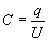 C = q/U